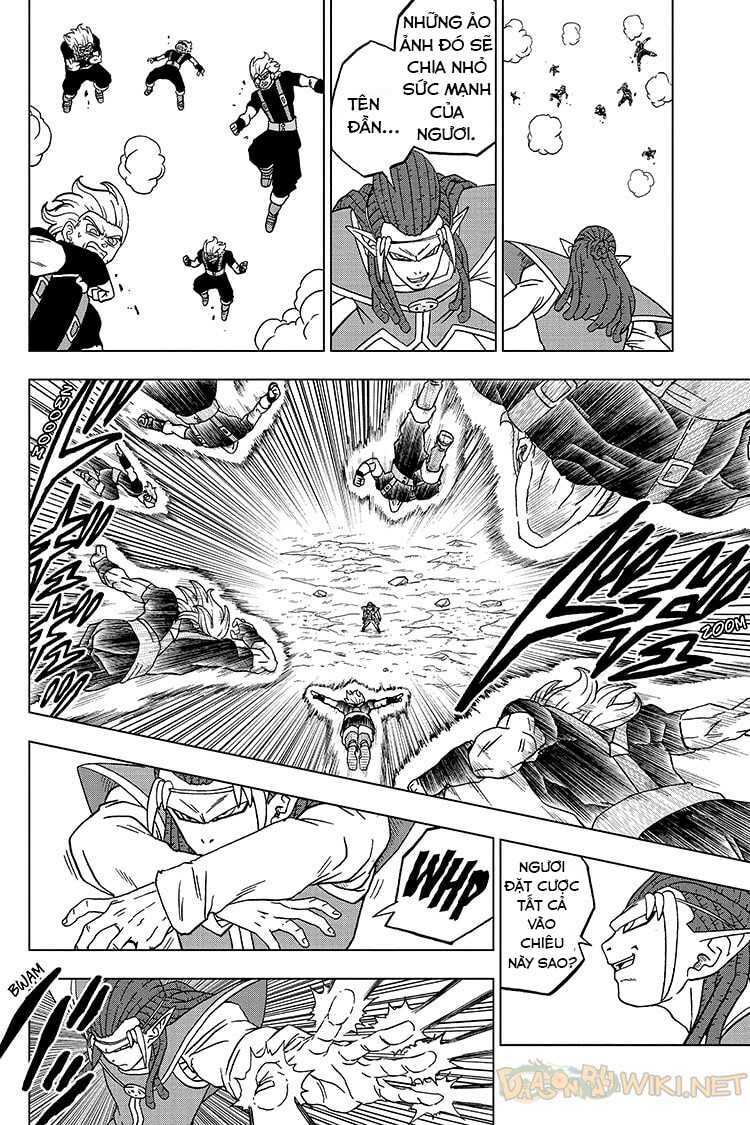 NHỮNG ẢO
ẢNH ĐÓ SẼ
CHIA NHỎ
SỨC MẠNH
CỦA
NGƯƠI.
TÊN
ĐẦN...
ZOOM
WHP
NGƯƠI
ĐẶT CƯỢC
TẤT CẢ
VÀO
CHIÊU
NÀY SAO?
BWAM
DRAGONBALLWIKI.NET